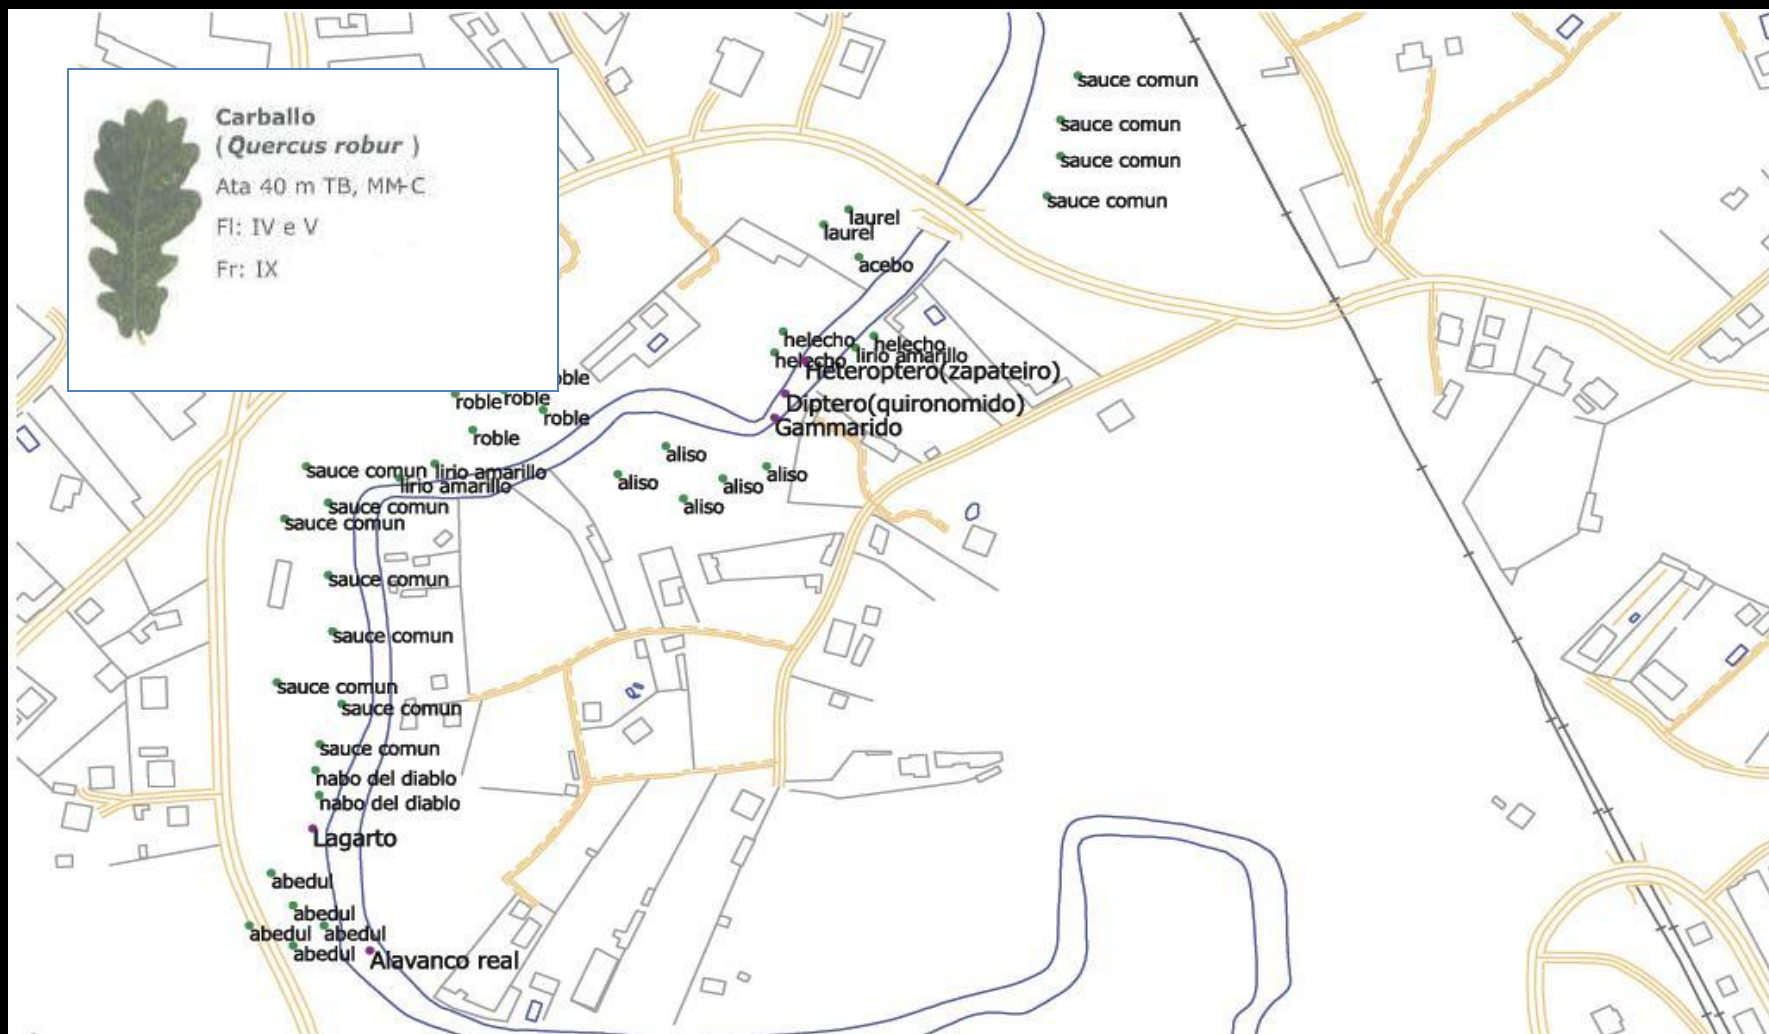 Carballo
(Quercus robur )
Ata 40 m TB, MM-C
Fl: IV e V
Fr: IX
sauce comun
sauce comun
sauce comun
sauce comun
laurel
laurel
acebo
helecho
helecho
helecho
lirio amarillo
Heteroptero(zapateiro)
Diptero(quironomido)
Gammarido
oble
roble
roble
roble
roble
aliso
aliso
aliso
aliso
aliso
sauce comun
lirio amarillo
lirio amarillo
sauce comun
sauce comun
sauce comun
sauce comun
sauce comun
sauce comun
sauce comun
nabo del diablo
nabo del diablo
Lagarto
abedul
abedul
abedul
abedul
abedul
Alavanco real